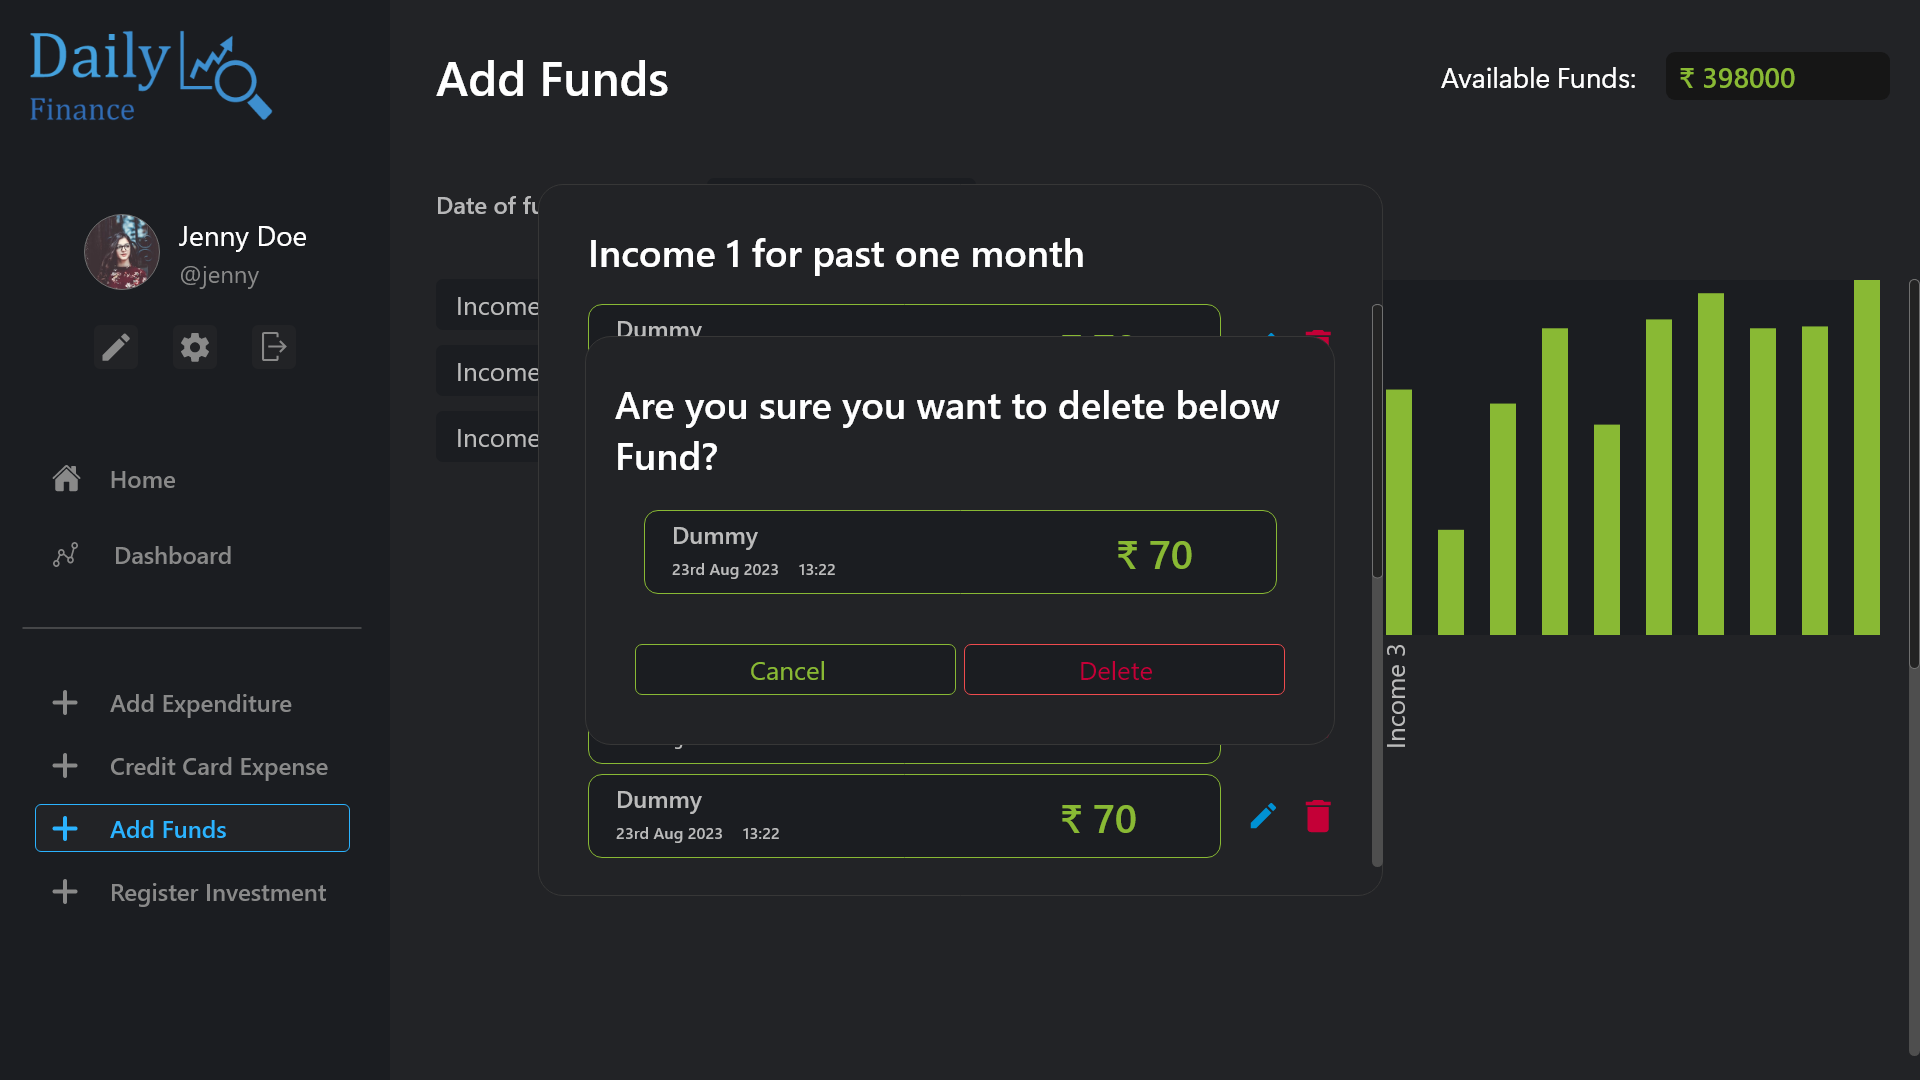 Daily
Finance
Jenny Doe
@jenny
Home
Dashboard
Add Expenditure
Credit Card Expense
Add Funds
Register Investment
Add Funds
Available Funds: ₹ 398000
Date of fu
Income
Income
Income
Income 1 for past one month
Dummy
Are you sure you want to delete below
Fund?
Dummy
23rd Aug 2023 13:22
₹ 70
Cancel
Delete
Dummy
23rd Aug 2023 13:22
₹ 70
Income 3